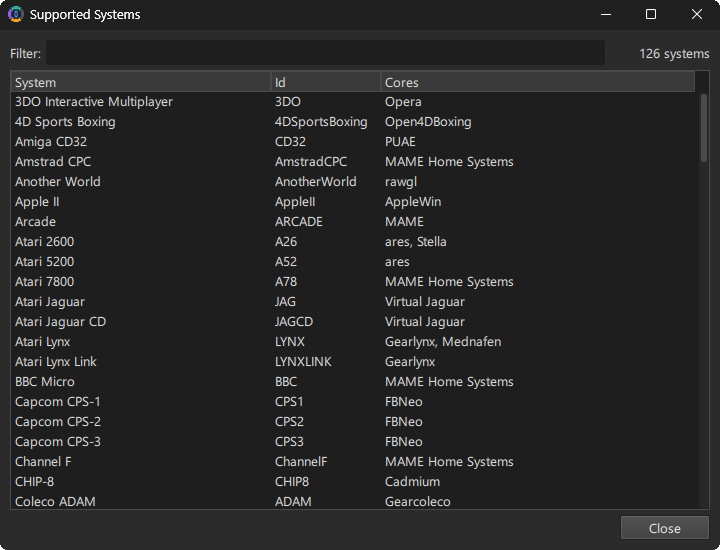 Supported Systems
Filter: 126 systems
System Id Cores
3DO Interactive Multiplayer 3DO Opera
4D Sports Boxing 4DSportsBoxing Open4DBoxing
Amiga CD32 CD32 PUAE
Amstrad CPC AmstradCPC MAME Home Systems
Another World AnotherWorld rawgl
Apple II AppleII AppleWin
Arcade ARCADE MAME
Atari 2600 A26 ares, Stella
Atari 5200 A52 ares
Atari 7800 A78 MAME Home Systems
Atari Jaguar JAG Virtual Jaguar
Atari Jaguar CD JAGCD Virtual Jaguar
Atari Lynx LYNX Gearlynx, Mednafen
Atari Lynx Link LYNXLINK Gearlynx
BBC Micro BBC MAME Home Systems
Capcom CPS-1 CPS1 FBNeo
Capcom CPS-2 CPS2 FBNeo
Capcom CPS-3 CPS3 FBNeo
Channel F ChannelF MAME Home Systems
CHIP-8 CHIP8 Cadmium
Coleco ADAM ADAM Gearcoleco
Close